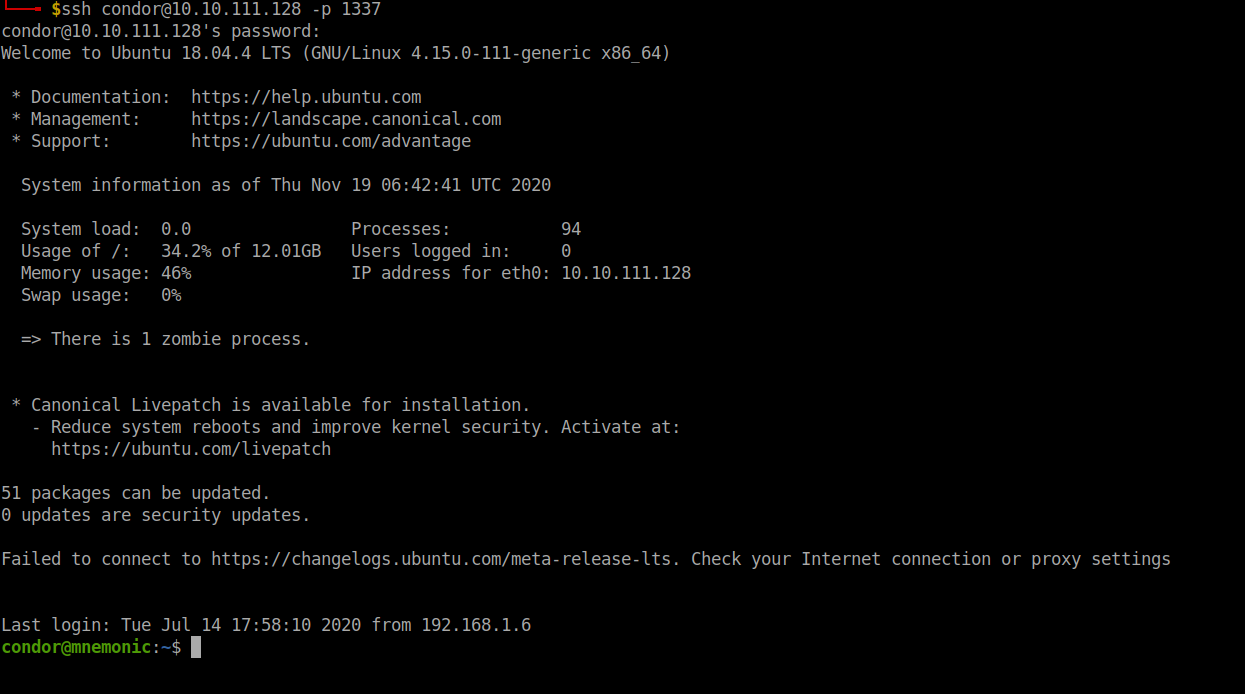 $ssh condor@10.10.111.128 -p 1337
condor@10.10.111.128's password:
Welcome to Ubuntu 18.04.4 LTS (GNU/Linux 4.15.0-111-generic x86_64)

 * Documentation:  https://help.ubuntu.com
 * Management:     https://landscape.canonical.com
 * Support:        https://ubuntu.com/advantage

  System information as of Thu Nov 19 06:42:41 UTC 2020

  System load:  0.0                Processes:           94
  Usage of /:   34.2% of 12.01GB   Users logged in:     0
  Memory usage: 46%                IP address for eth0: 10.10.111.128
  Swap usage:   0%

  => There is 1 zombie process.


 * Canonical Livepatch is available for installation.
   - Reduce system reboots and improve kernel security. Activate at:
     https://ubuntu.com/livepatch

51 packages can be updated.
0 updates are security updates.

Failed to connect to https://changelogs.ubuntu.com/meta-release-lts. Check your Internet connection or proxy settings


Last login: Tue Jul 14 17:58:10 2020 from 192.168.1.6
condor@mnemonic:~$